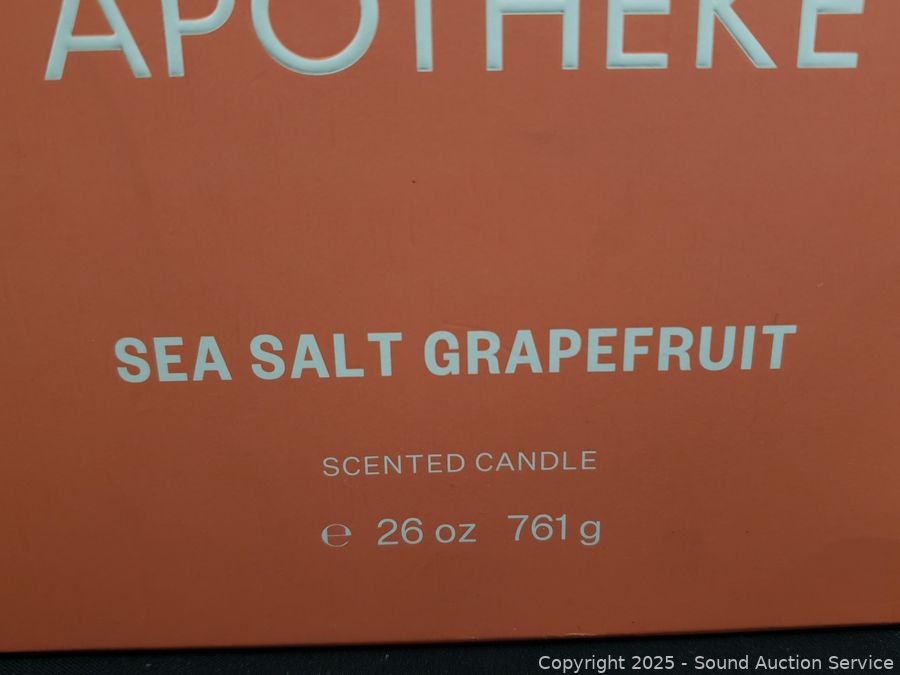 APOTHEKE
SEA SALT GRAPEFRUIT
SCENTED CANDLE
℮ 26 oz 761 g
Copyright 2025 - Sound Auction Service